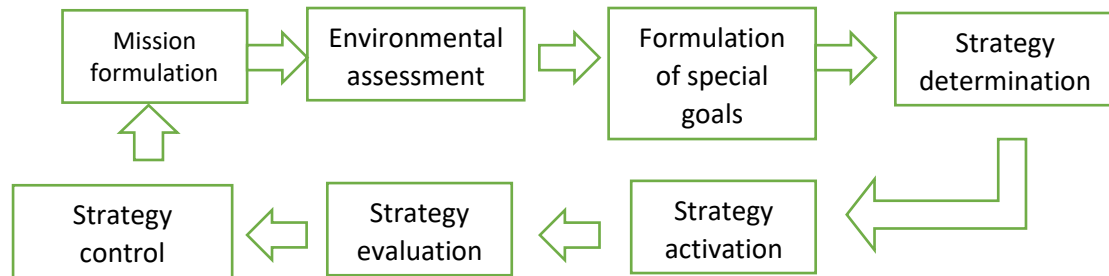 Mission
formulation
Environmental
assessment
Formulation
of special
goals
Strategy
determination
Strategy
activation
Strategy
evaluation
Strategy
control